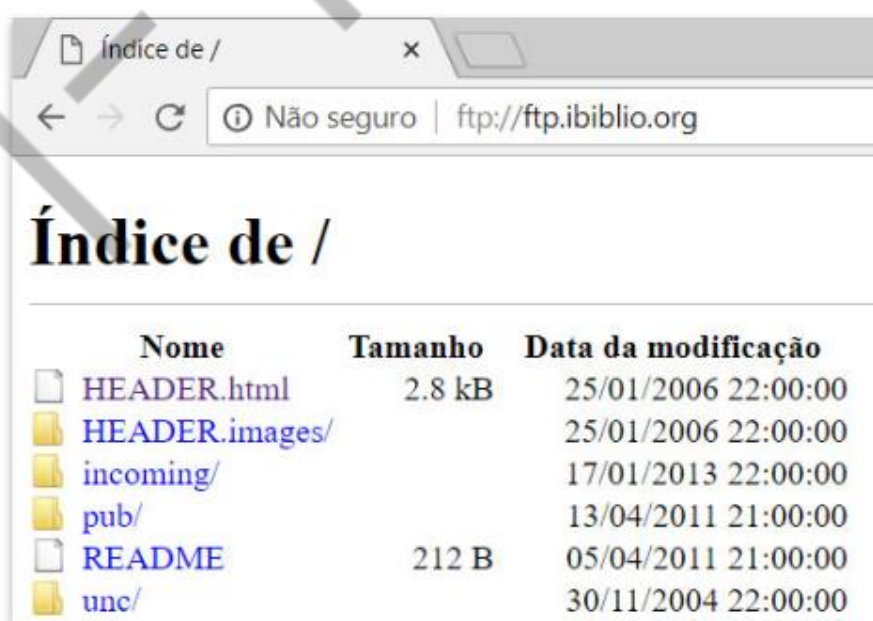 Índice de /
Não seguro | ftp://ftp.ibiblio.org
Índice de /
Nome Tamanho Data da modificação
HEADER.html 2.8 kB 25/01/2006 22:00:00
HEADER.images/ 25/01/2006 22:00:00
incoming/ 17/01/2013 22:00:00
pub/ 13/04/2011 21:00:00
README 212 B 05/04/2011 21:00:00
unc/ 30/11/2004 22:00:00